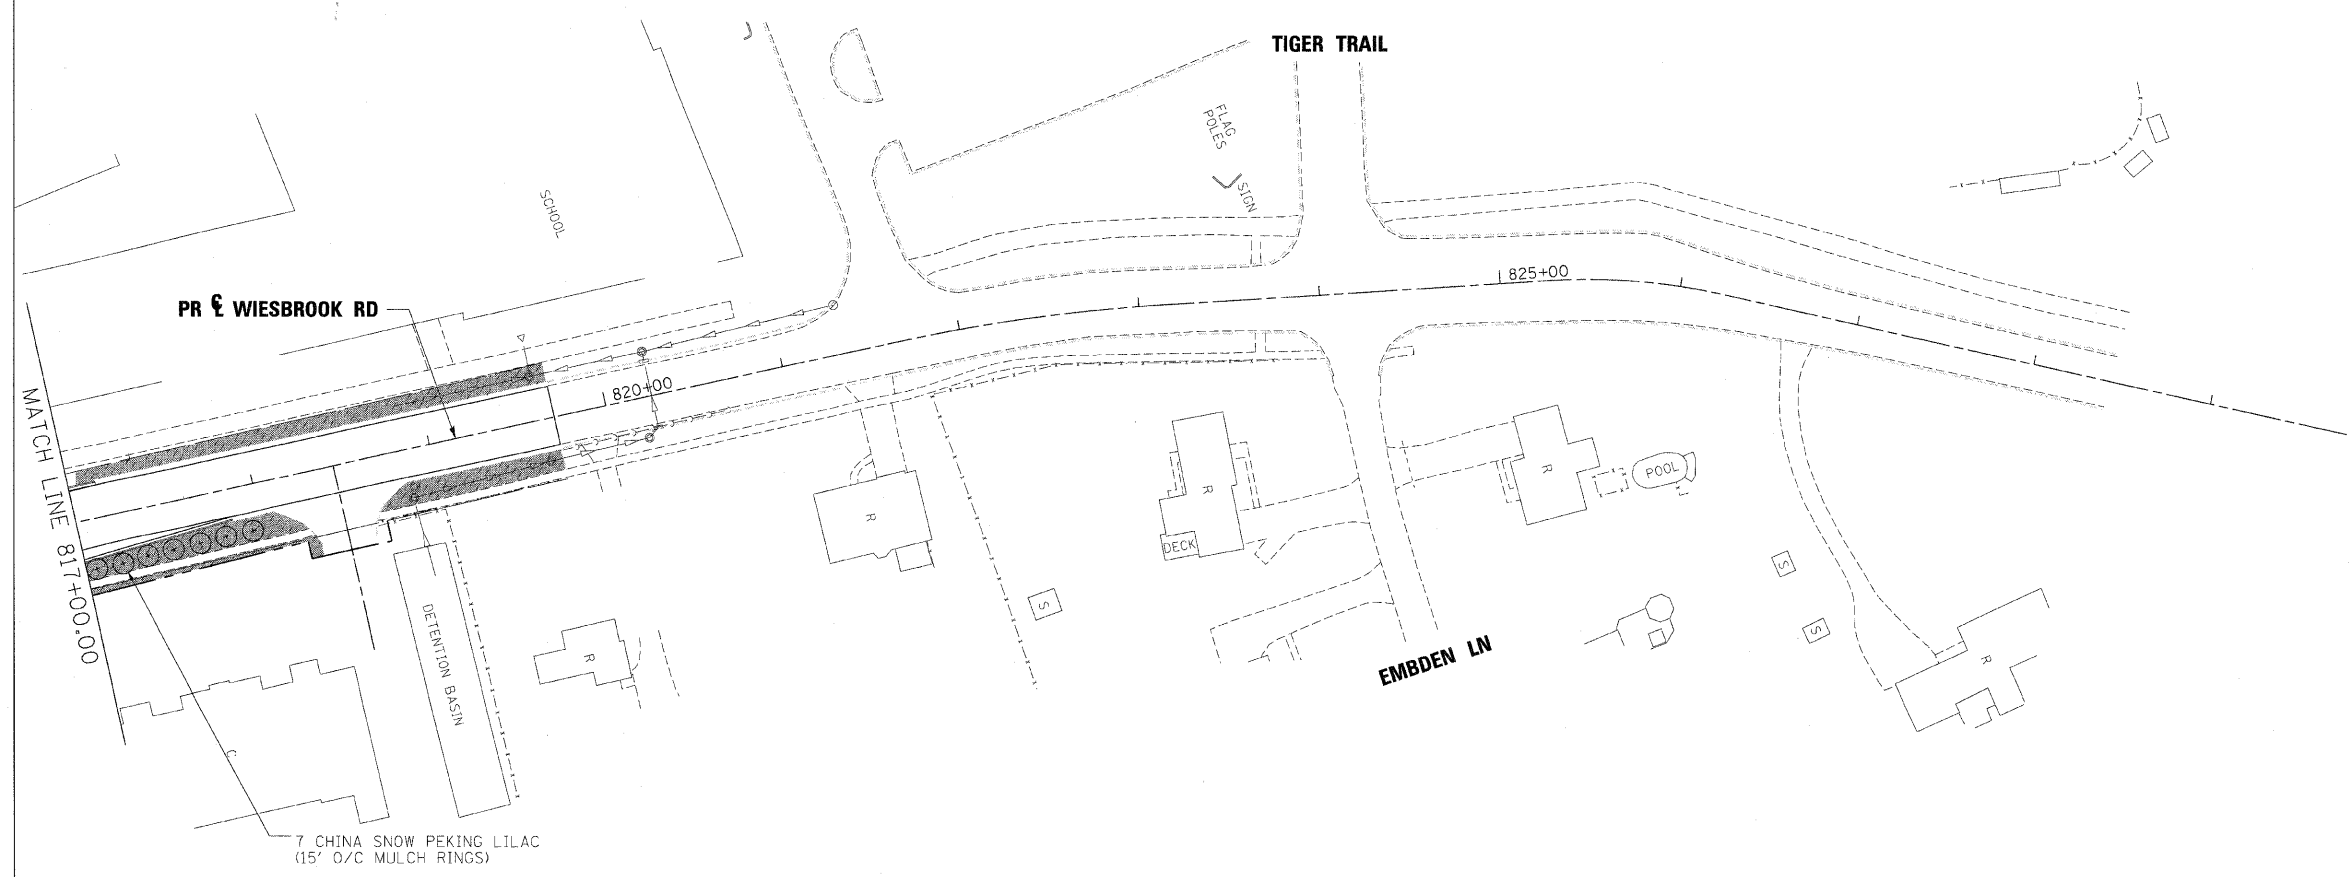 TIGER TRAIL
FLAG
POLES
SIGN
SCHOOL
825+00
PR ℄ WIESBROOK RD
820+00
MATCH LINE 817+00.00
POOL
R
R
R
DECK
DETENTION BASIN
S
S
S
R
R
EMBDEN LN
C
7 CHINA SNOW PEKING LILAC
(15' O/C MULCH RINGS)